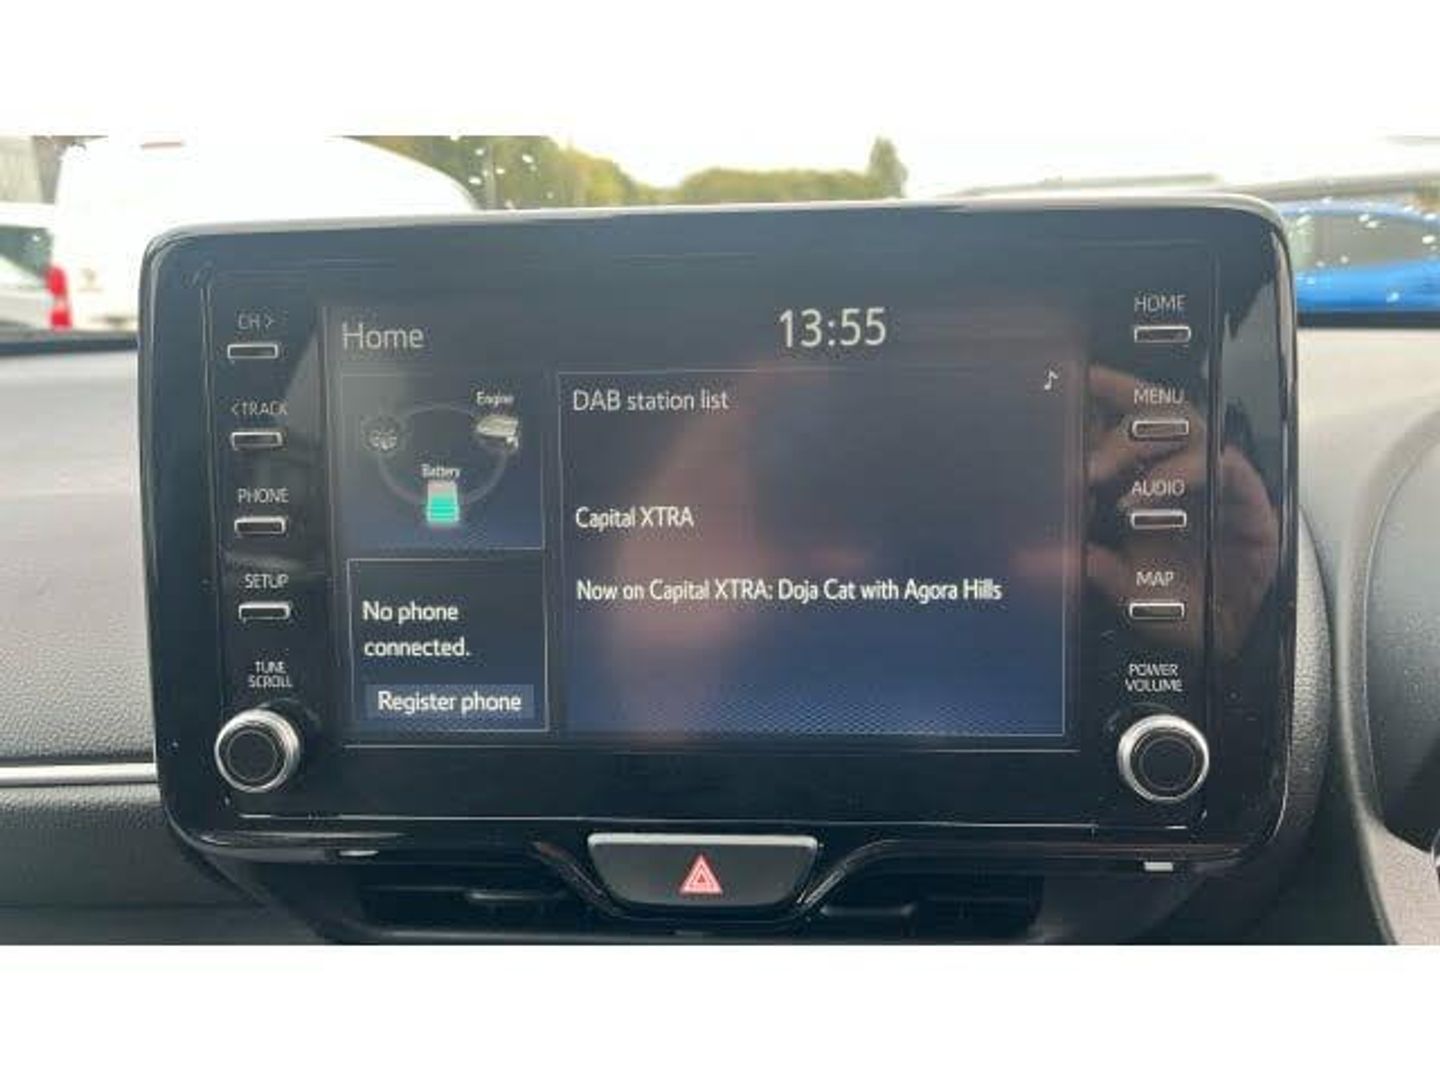 CH >
Home
13:55
HOME
< TRACK
Engine
Battery
DAB station list
MENU
PHONE
Capital XTRA
AUDIO
SETUP
No phone
connected.
Now on Capital XTRA: Doja Cat with Agora Hills
MAP
TUNE
SCROLL
Register phone
POWER
VOLUME